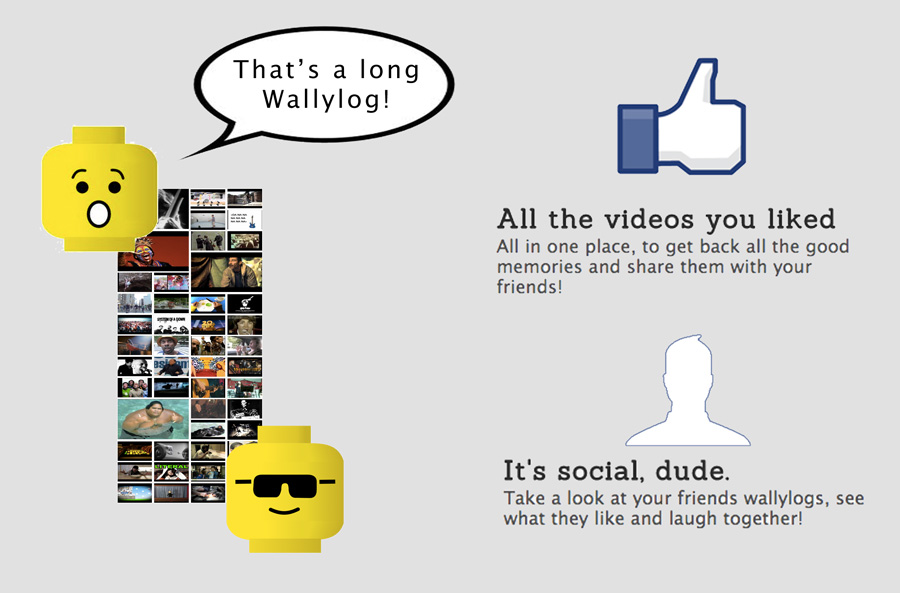 That's a long
Wallylog!
All the videos you liked
All in one place, to get back all the good
memories and share them with your
friends!
It's social, dude.
Take a look at your friends wallylogs, see
what they like and laugh together!